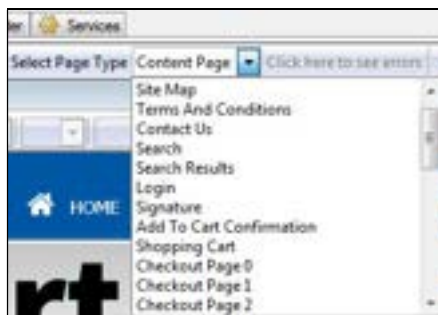 er Services
Select Page Type Content Page Click here to see errors
Site Map
Terms And Conditions
Contact Us
Search
Search Results
Login
HOME
Signature
Add To Cart Confirmation
Shopping Cart
Checkout Page 0
rt
Checkout Page 1
Checkout Page 2